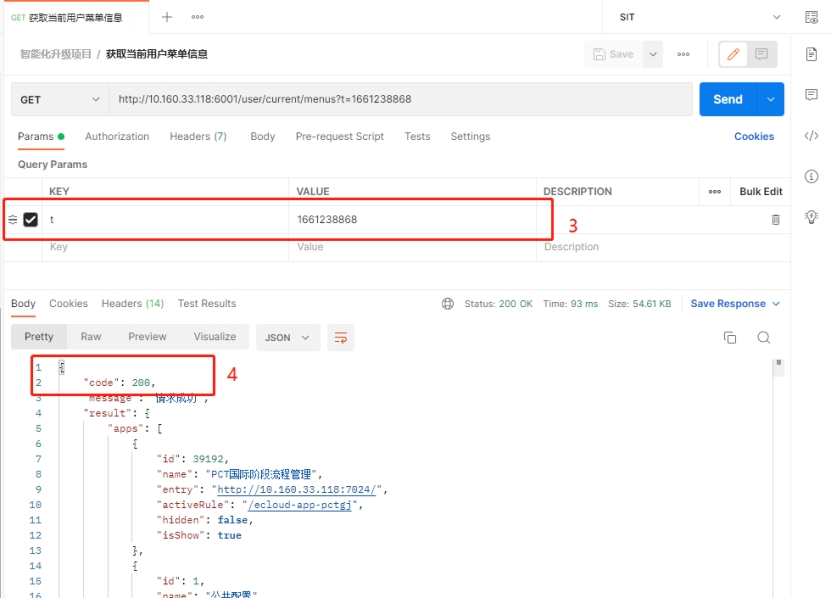 GET 获取当前用户菜单信息
SIT
智能化升级项目 / 获取当前用户菜单信息
Save
GET http://10.160.33.118:6001/user/current/menus?t=1661238868 Send
Params Authorization Headers (7) Body Pre-request Script Tests Settings Cookies
Query Params
KEY VALUE DESCRIPTION Bulk Edit
t 1661238868
3
Key Value Description
Body Cookies Headers (14) Test Results Status: 200 OK Time: 93 ms Size: 54.61 KB Save Response
Pretty Raw Preview Visualize JSON
1 {
2 "code": 200,
4
3 "message": "请求成功",
4 "result": {
5 "apps": [
6 {
7 "id": 39192,
8 "name": "PCT国际阶段流程管理",
9 "entry": "http://10.160.33.118:7024/",
10 "activeRule": "/ecloud-app-pctgj",
11 "hidden": false,
12 "isShow": true
13 },
14 {
15 "id": 1,
16 "name": "公共配置"